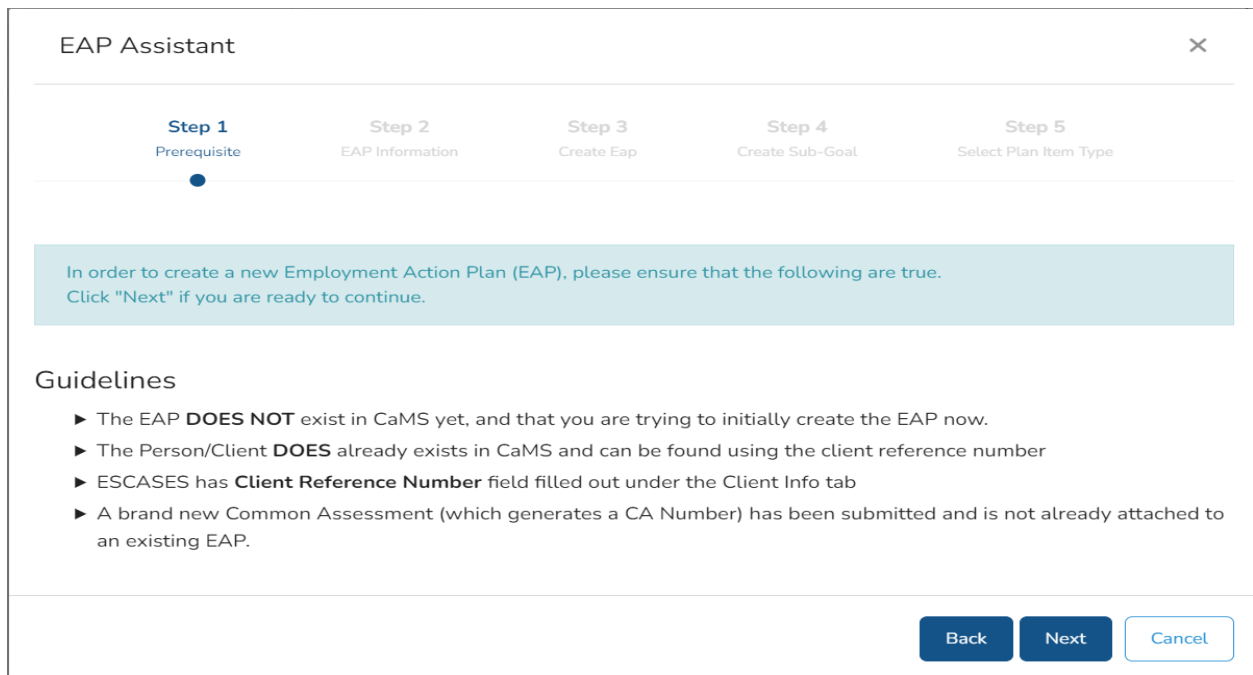 EAP Assistant ×
Step 1 Step 2 Step 3 Step 4 Step 5
Prerequisite EAP Information Create Eap Create Sub-Goal Select Plan Item Type
In order to create a new Employment Action Plan (EAP), please ensure that the following are true.
Click "Next" if you are ready to continue.
Guidelines
► The EAP DOES NOT exist in CaMS yet, and that you are trying to initially create the EAP now.
► The Person/Client DOES already exists in CaMS and can be found using the client reference number
► ESCASES has Client Reference Number field filled out under the Client Info tab
► A brand new Common Assessment (which generates a CA Number) has been submitted and is not already attached to
an existing EAP.
Back Next Cancel